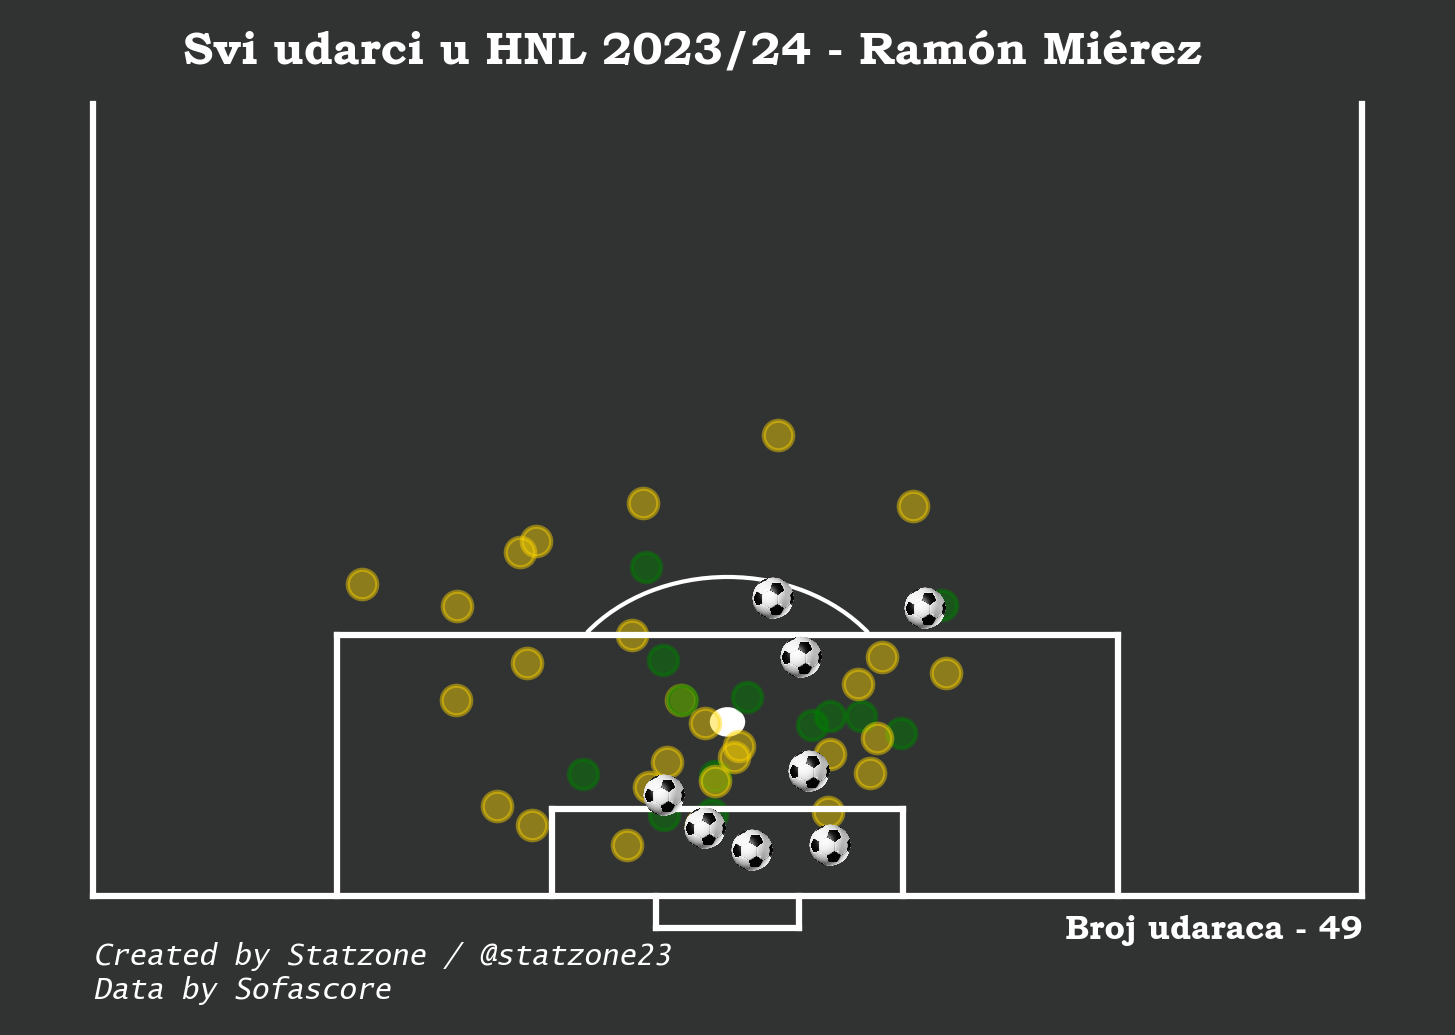 Svi udarci u HNL 2023/24 - Ramón Miérez
Broj udaraca - 49
Created by Statzone / @statzone23
Data by Sofascore